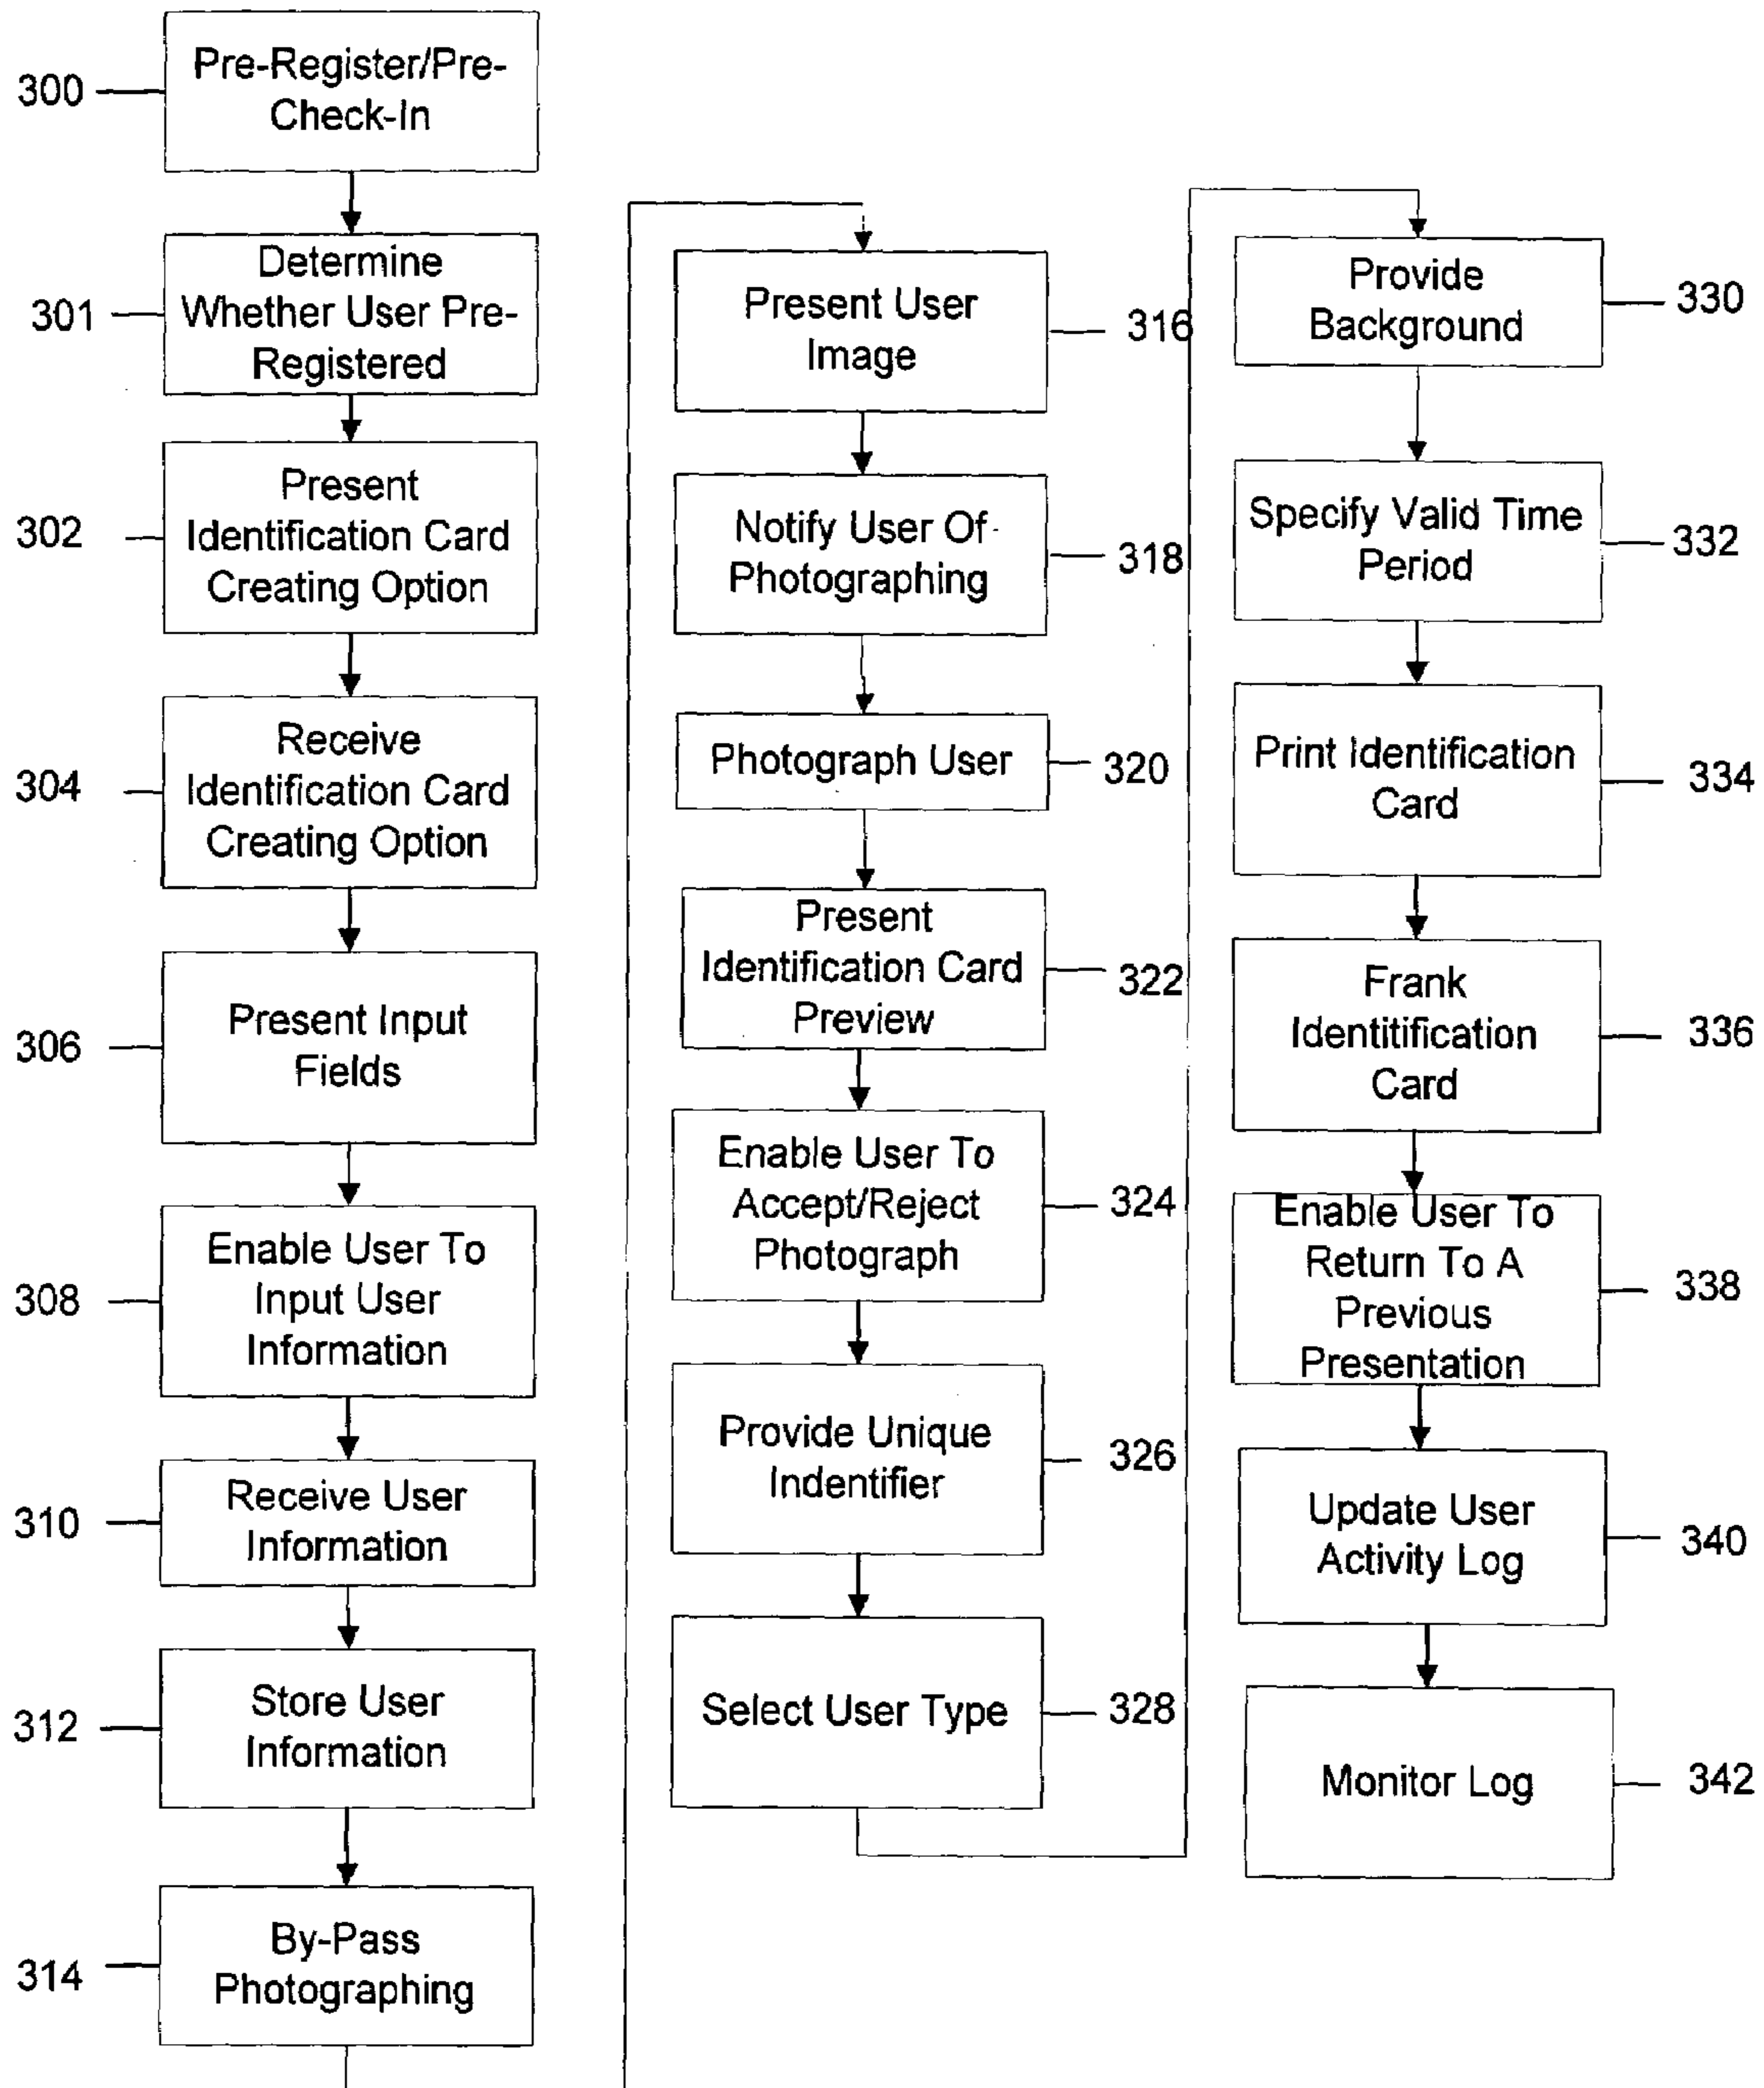 300
Pre-Register/Pre-
Check-In
301
Determine
Whether User Pre-
Registered
302
Present
Identification Card
Creating Option
304
Receive
Identification Card
Creating Option
306
Present Input
Fields
308
Enable User To
Input User
Information
310
Receive User
Information
312
Store User
Information
314
By-Pass
Photographing
Present User
Image
316
Notify User Of
Photographing
318
Photograph User
320
Present
Identification Card
Preview
322
Enable User To
Accept/Reject
Photograph
324
Provide Unique
Indentifier
326
Select User Type
328
Provide
Background
330
Specify Valid Time
Period
332
Print Identification
Card
334
Frank
Identitification
Card
336
Enable User To
Return To A
Previous
Presentation
338
Update User
Activity Log
340
Monitor Log
342